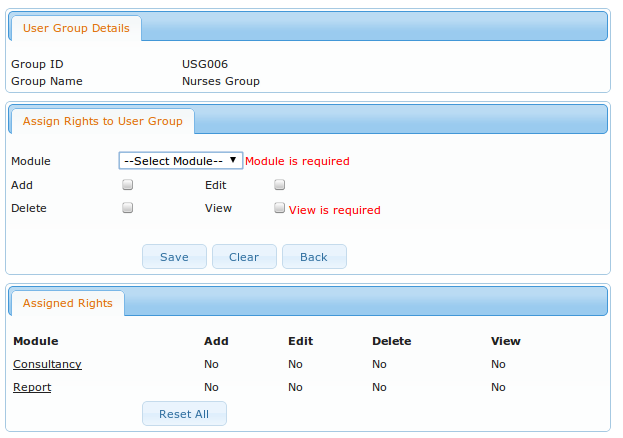 User Group Details
Group ID USG006
Group Name Nurses Group
Assign Rights to User Group
Module --Select Module-- Module is required
Add Edit
Delete View View is required
Save Clear Back
Assigned Rights
Module Add Edit Delete View
Consultancy No No No No
Report No No No No
Reset All